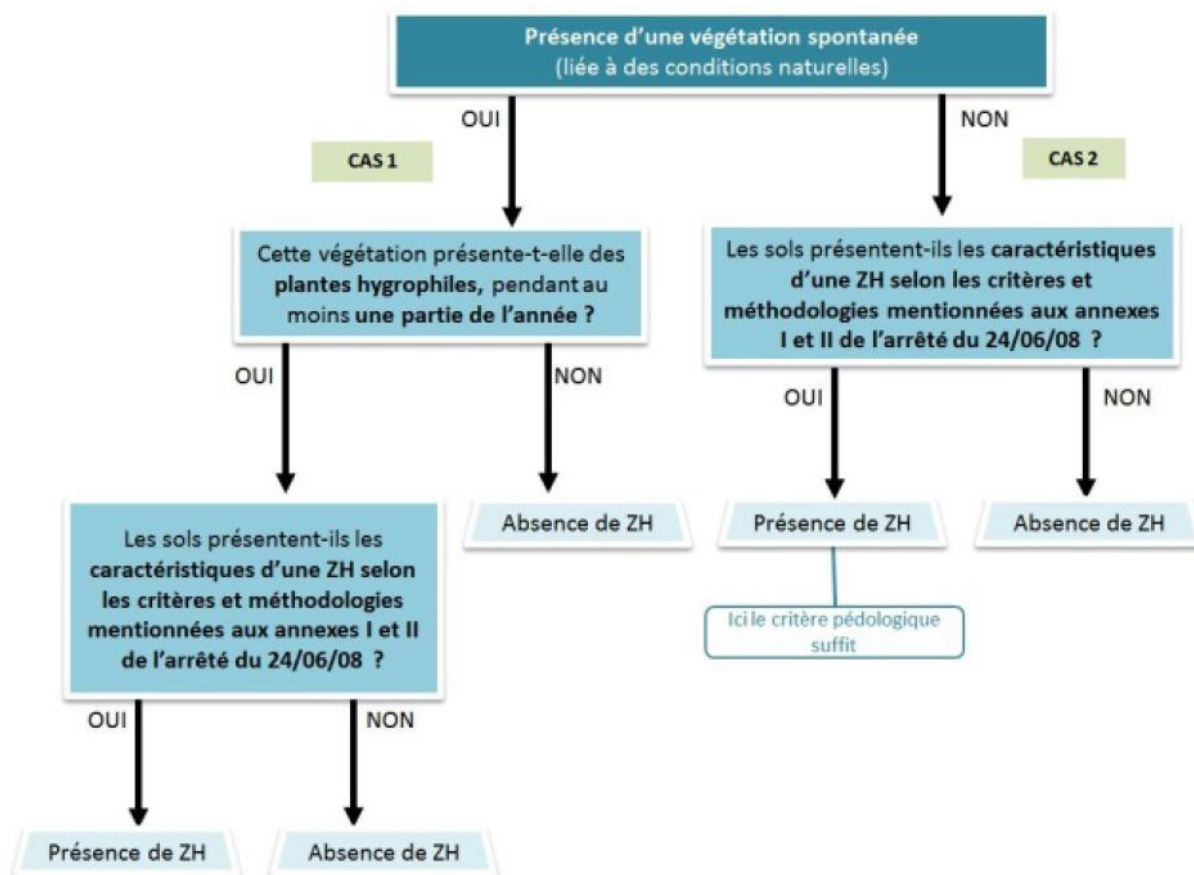 Présence d'une végétation spontanée
(liée à des conditions naturelles)
OUI
NON
CAS 1
CAS 2
Cette végétation présente-t-elle des
plantes hygrophiles, pendant au
moins une partie de l'année ?
Les sols présentent-ils les caractéristiques
d'une ZH selon les critères et
méthodologies mentionnées aux annexes
I et II de l'arrêté du 24/06/08 ?
OUI
NON
OUI
NON
Absence de ZH
Présence de ZH
Absence de ZH
Les sols présentent-ils les
caractéristiques d'une ZH selon
les critères et méthodologies
mentionnées aux annexes I et II
de l'arrêté du 24/06/08 ?
Ici le critère pédologique
suffit
OUI
NON
Présence de ZH
Absence de ZH